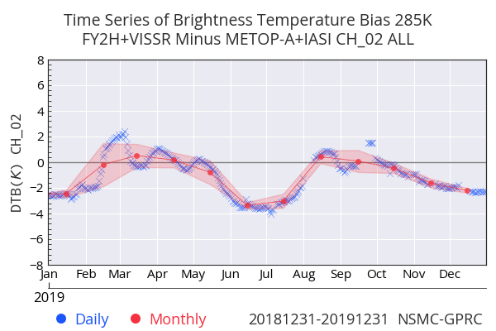 Time Series of Brightness Temperature Bias 285K
FY2H+VISSR Minus METOP-A+IASI CH_02 ALL
DTB(K) CH_02
8
6
4
2
0
−2
−4
−6
−8
Jan Feb Mar Apr May Jun Jul Aug Sep Oct Nov Dec
2019
Daily Monthly 20181231-20191231 NSMC-GPRC